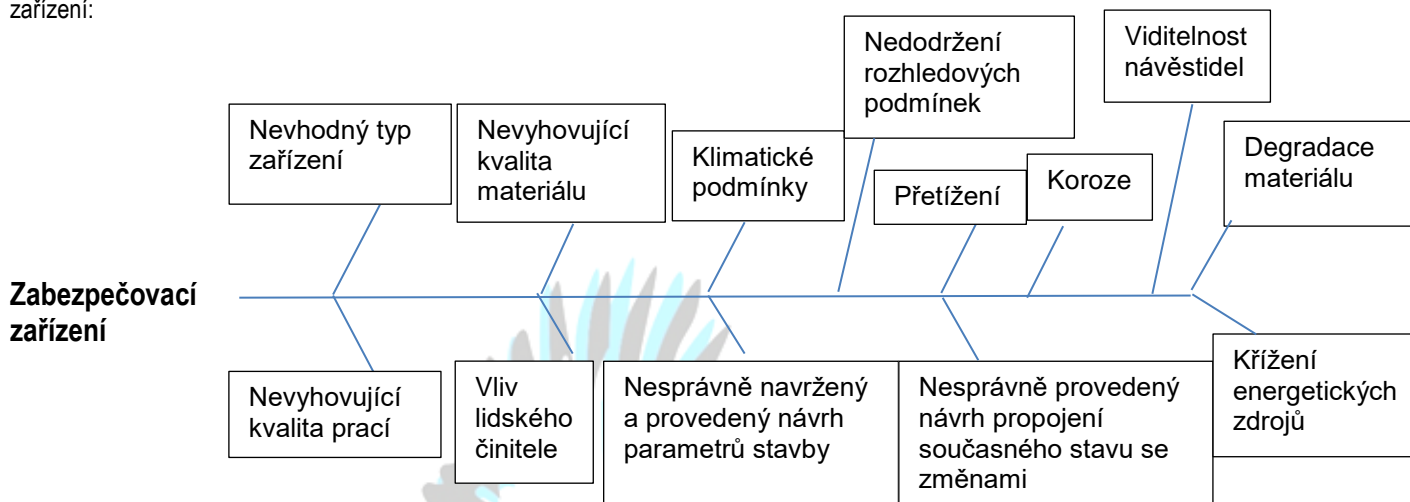 zařízení:
Nedodržení
rozhledových
podmínek
Viditelnost
návěstidel
Nevhodný typ
zařízení
Nevyhovující
kvalita
materiálu
Klimatické
podmínky
Přetížení
Koroze
Degradace
materiálu
Zabezpečovací
zařízení
Nevyhovující
kvalita prací
Vliv
lidského
činitele
Nesprávně navržený
a provedený návrh
parametrů stavby
Nesprávně provedený
návrh propojení
současného stavu se
změnami
Křížení
energetických
zdrojů